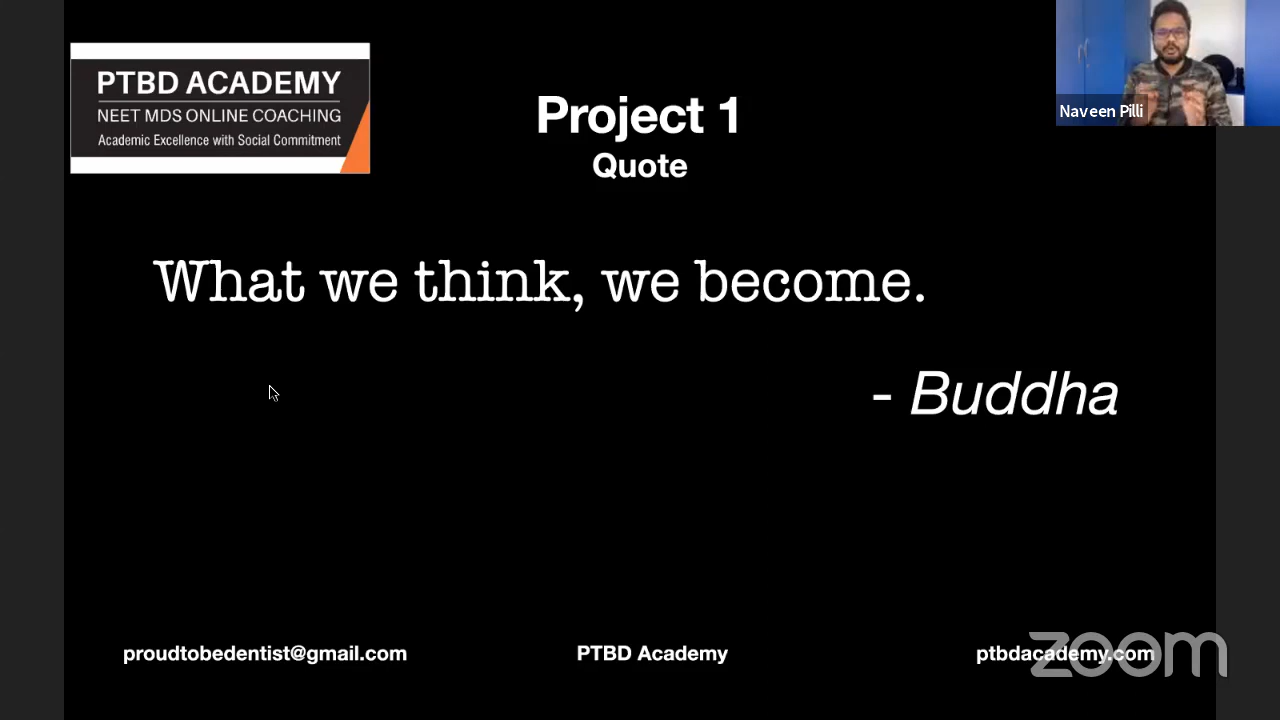 PTBD ACADEMY
NEET MDS ONLINE COACHING
Academic Excellence with Social Commitment
Project 1
Quote
Naveen Pilli
What we think, we become.
- Buddha
proudtobedentist@gmail.com
PTBD Academy
ptbdacademy.com
zoom